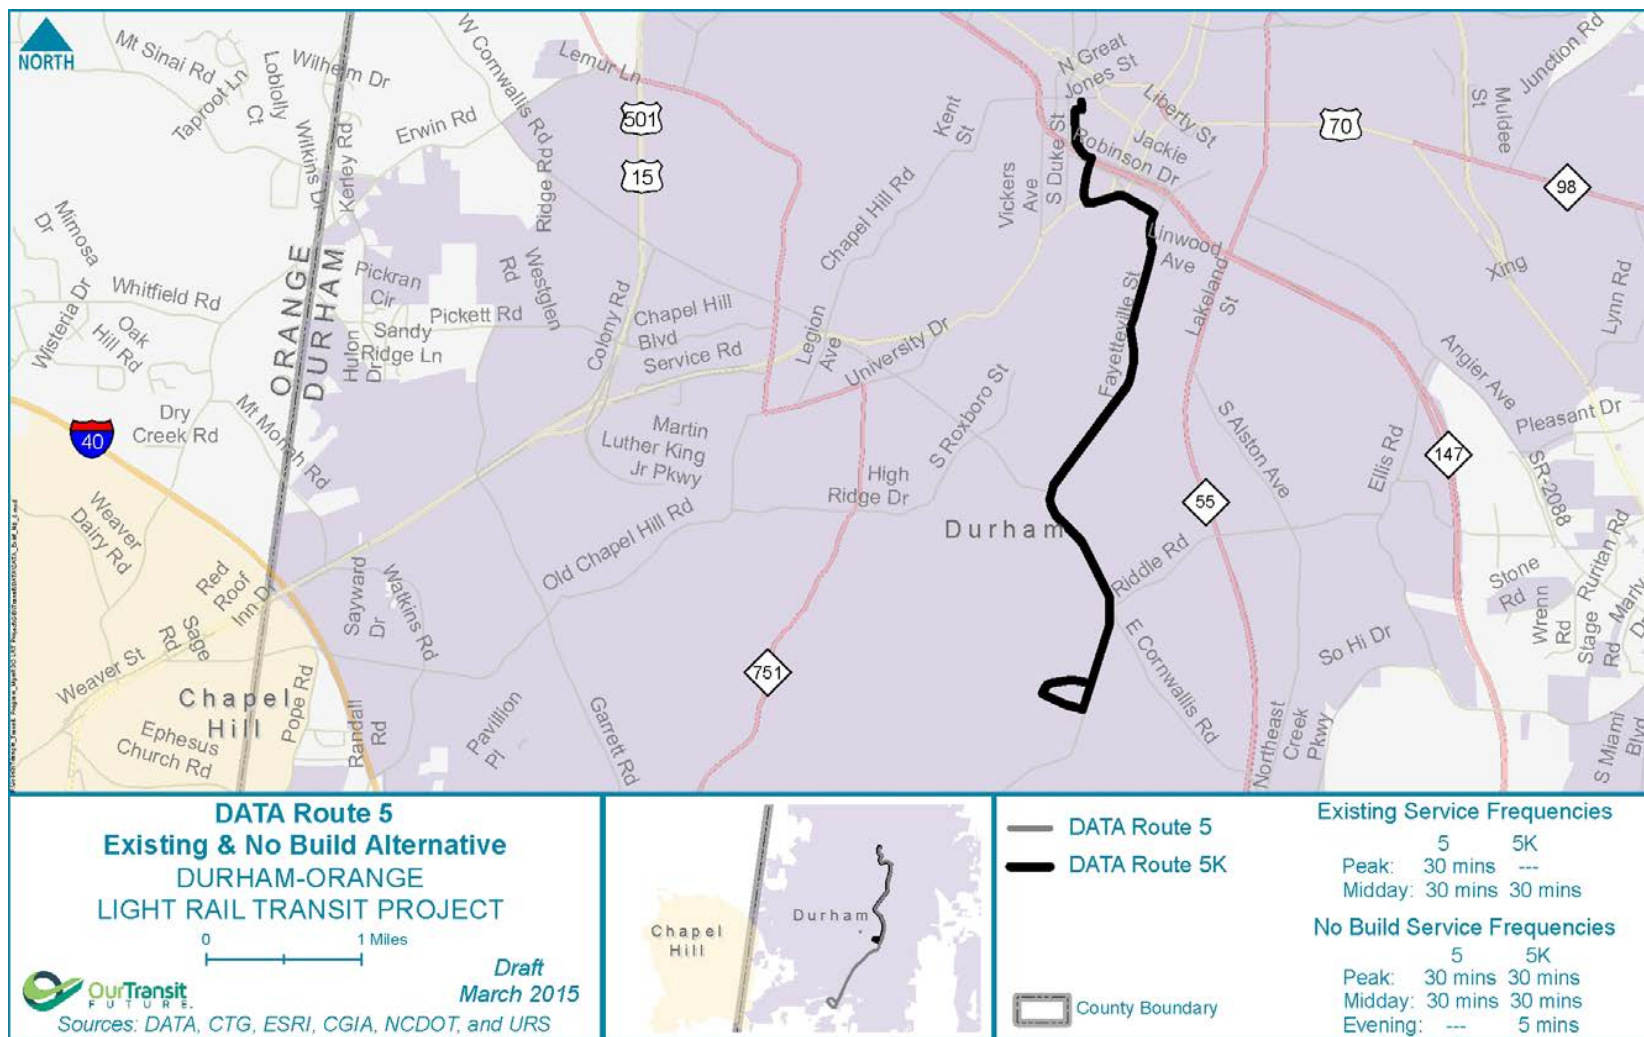 NORTH
Mt Sinai Rd
Taproot Ln
Loblolly
Ct
Wilhelm Dr
Wilkins Dr
Kerley Rd
Erwin Rd
W Cornwallis Rd
Lemur Ln
Ridge Rd
501
15
Kent
St
N Great
Jones St
Liberty St
Jackie
Robinson Dr
S Duke St
Vickers
Ave
70
Muldee
St
Junction Rd
98
Mimosa
Dr
Wisteria Dr
Whitfield Rd
Oak
Hill Rd
ORANGE
DURHAM
Pickran
Cir
Hulon
Dr
Sandy
Ridge Ln
Pickett Rd
Westglen
Rd
Colony Rd
Chapel Hill
Blvd
Service Rd
Chapel Hill Rd
Legion
Ave
University Dr
Linwood
Ave
Fayetteville St
Lakeland
St
Xing
Lynn Rd
Angier Ave
Pleasant Dr
Dry
Creek Rd
Mt Moriah Rd
40
Martin
Luther King
Jr Pkwy
High
Ridge Dr
S Roxboro St
S Alston Ave
Ellis Rd
147
SR-2088
55
Durham
Weaver
Dairy Rd
Red
Roof
Inn Dr
Sage
Rd
Weaver St
Sayward
Dr
Watkins Rd
Old Chapel Hill Rd
Riddle Rd
Stone
Rd
Wrenn
Rd
Stage
Rd
Ruritan Rd
Marly
Dr
E Cornwallis Rd
So Hi Dr
751
Chapel
Hill
Pope Rd
Ephesus
Church Rd
Randall
Rd
Pavillion
Pl
Garrett Rd
Northeast
Creek
Pkwy
S Miami
Blvd
DATA Route 5
Existing & No Build Alternative
DURHAM-ORANGE
LIGHT RAIL TRANSIT PROJECT
0 1 Miles
Draft
March 2015
OurTransit
FUTURE
Sources: DATA, CTG, ESRI, CGIA, NCDOT, and URS
Durham
Chapel
Hill
DATA Route 5
DATA Route 5K
County Boundary
Existing Service Frequencies
5 5K
Peak: 30 mins ---
Midday: 30 mins 30 mins
No Build Service Frequencies
5 5K
Peak: 30 mins 30 mins
Midday: 30 mins 30 mins
Evening: --- 5 mins